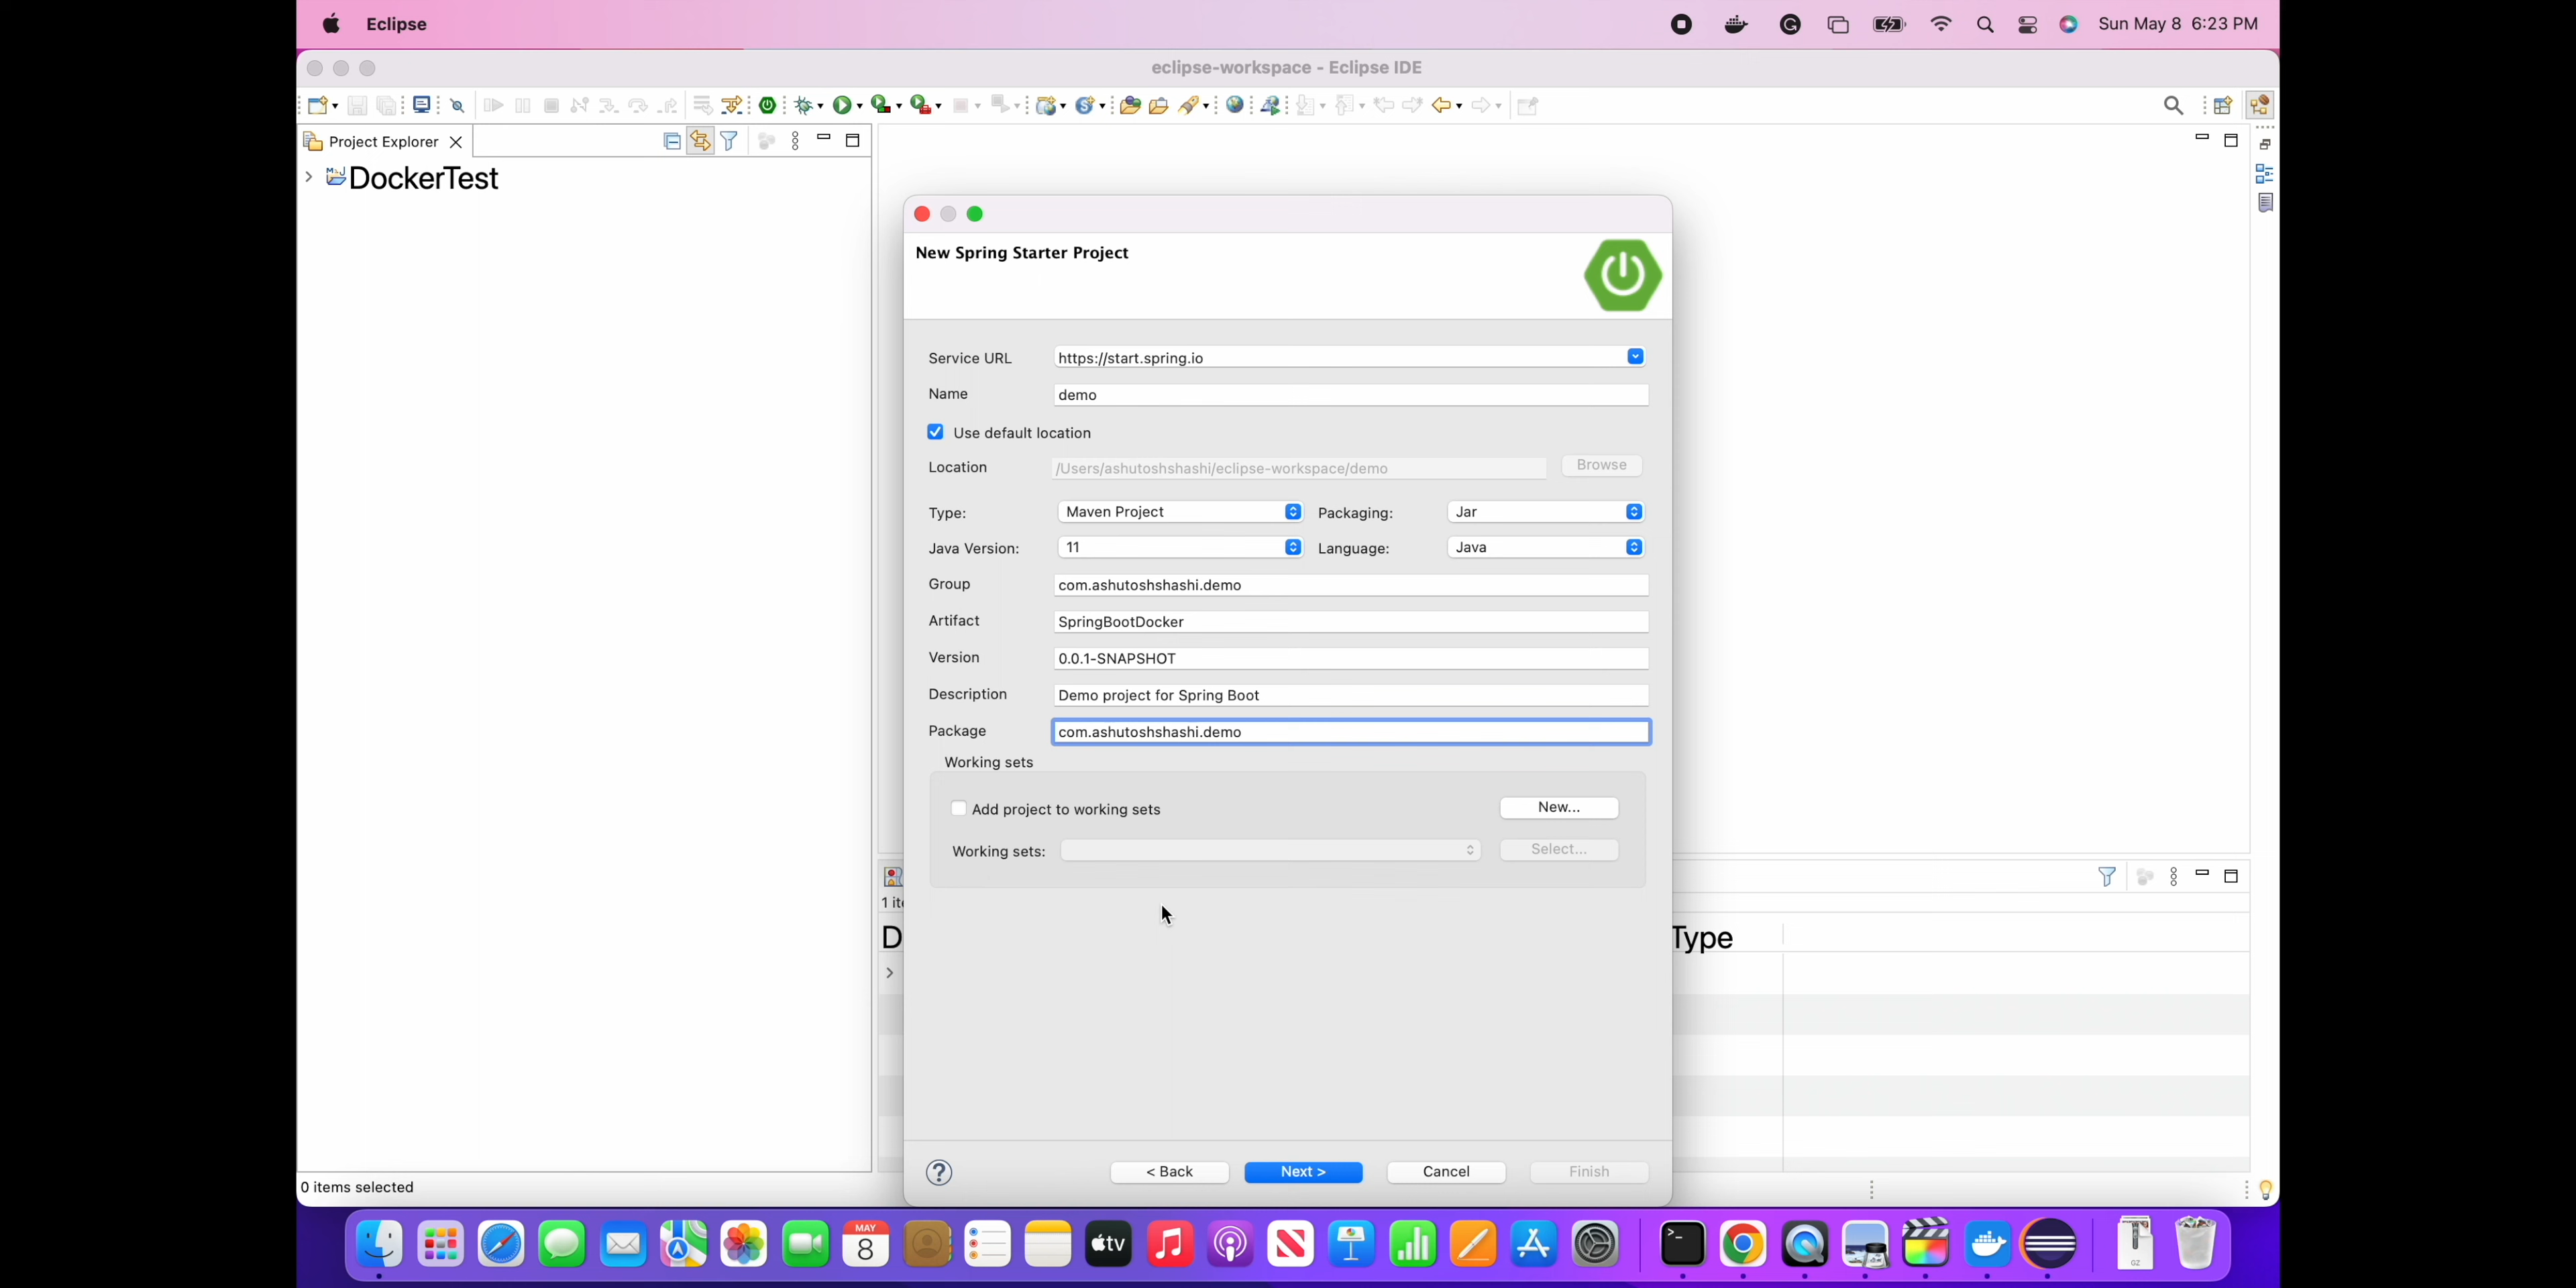 Eclipse
Sun May 8 6:23 PM
eclipse-workspace - Eclipse IDE
Project Explorer
DockerTest
New Spring Starter Project
Service URL https://start.spring.io
Name demo
Use default location
Location /Users/ashutoshshashi/eclipse-workspace/demo Browse
Type: Maven Project Packaging: Jar
Java Version: 11 Language: Java
Group com.ashutoshshashi.demo
Artifact SpringBootDocker
Version 0.0.1-SNAPSHOT
Description Demo project for Spring Boot
Package com.ashutoshshashi.demo
Working sets
Add project to working sets New...
Working sets: Select...
1 ite
D Type
? < Back Next > Cancel Finish
0 items selected
MAY
8
tv
GZ